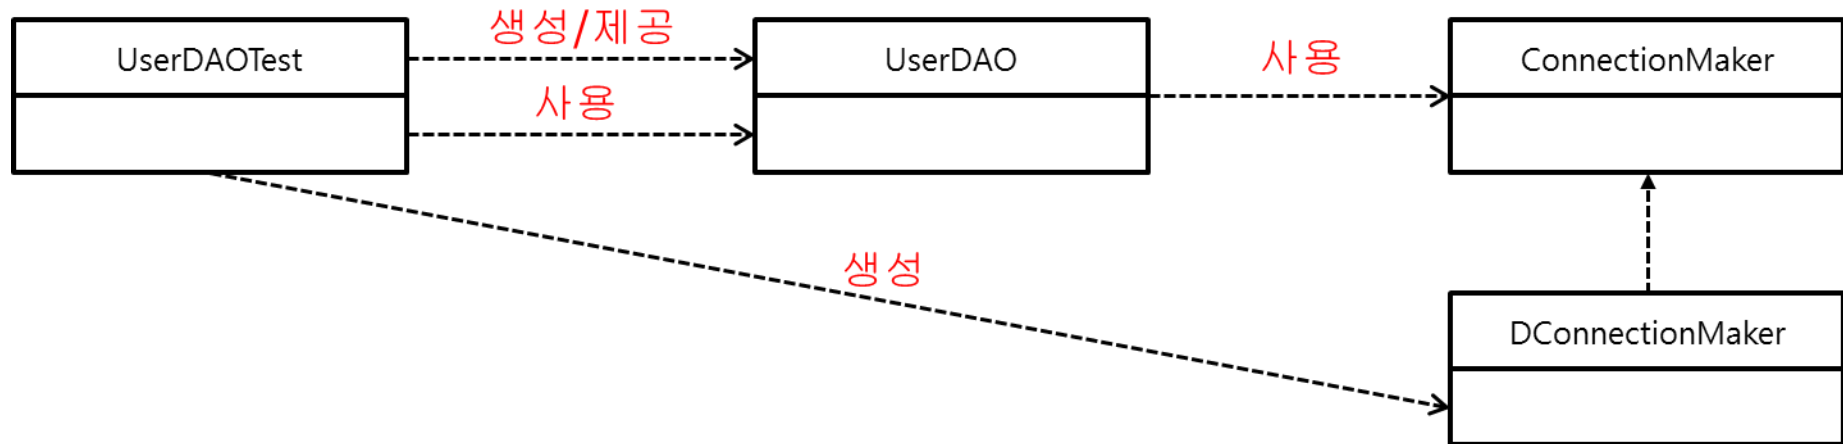 생성/제공
UserDAOTest
UserDAO
사용
ConnectionMaker
사용
생성
DConnectionMaker